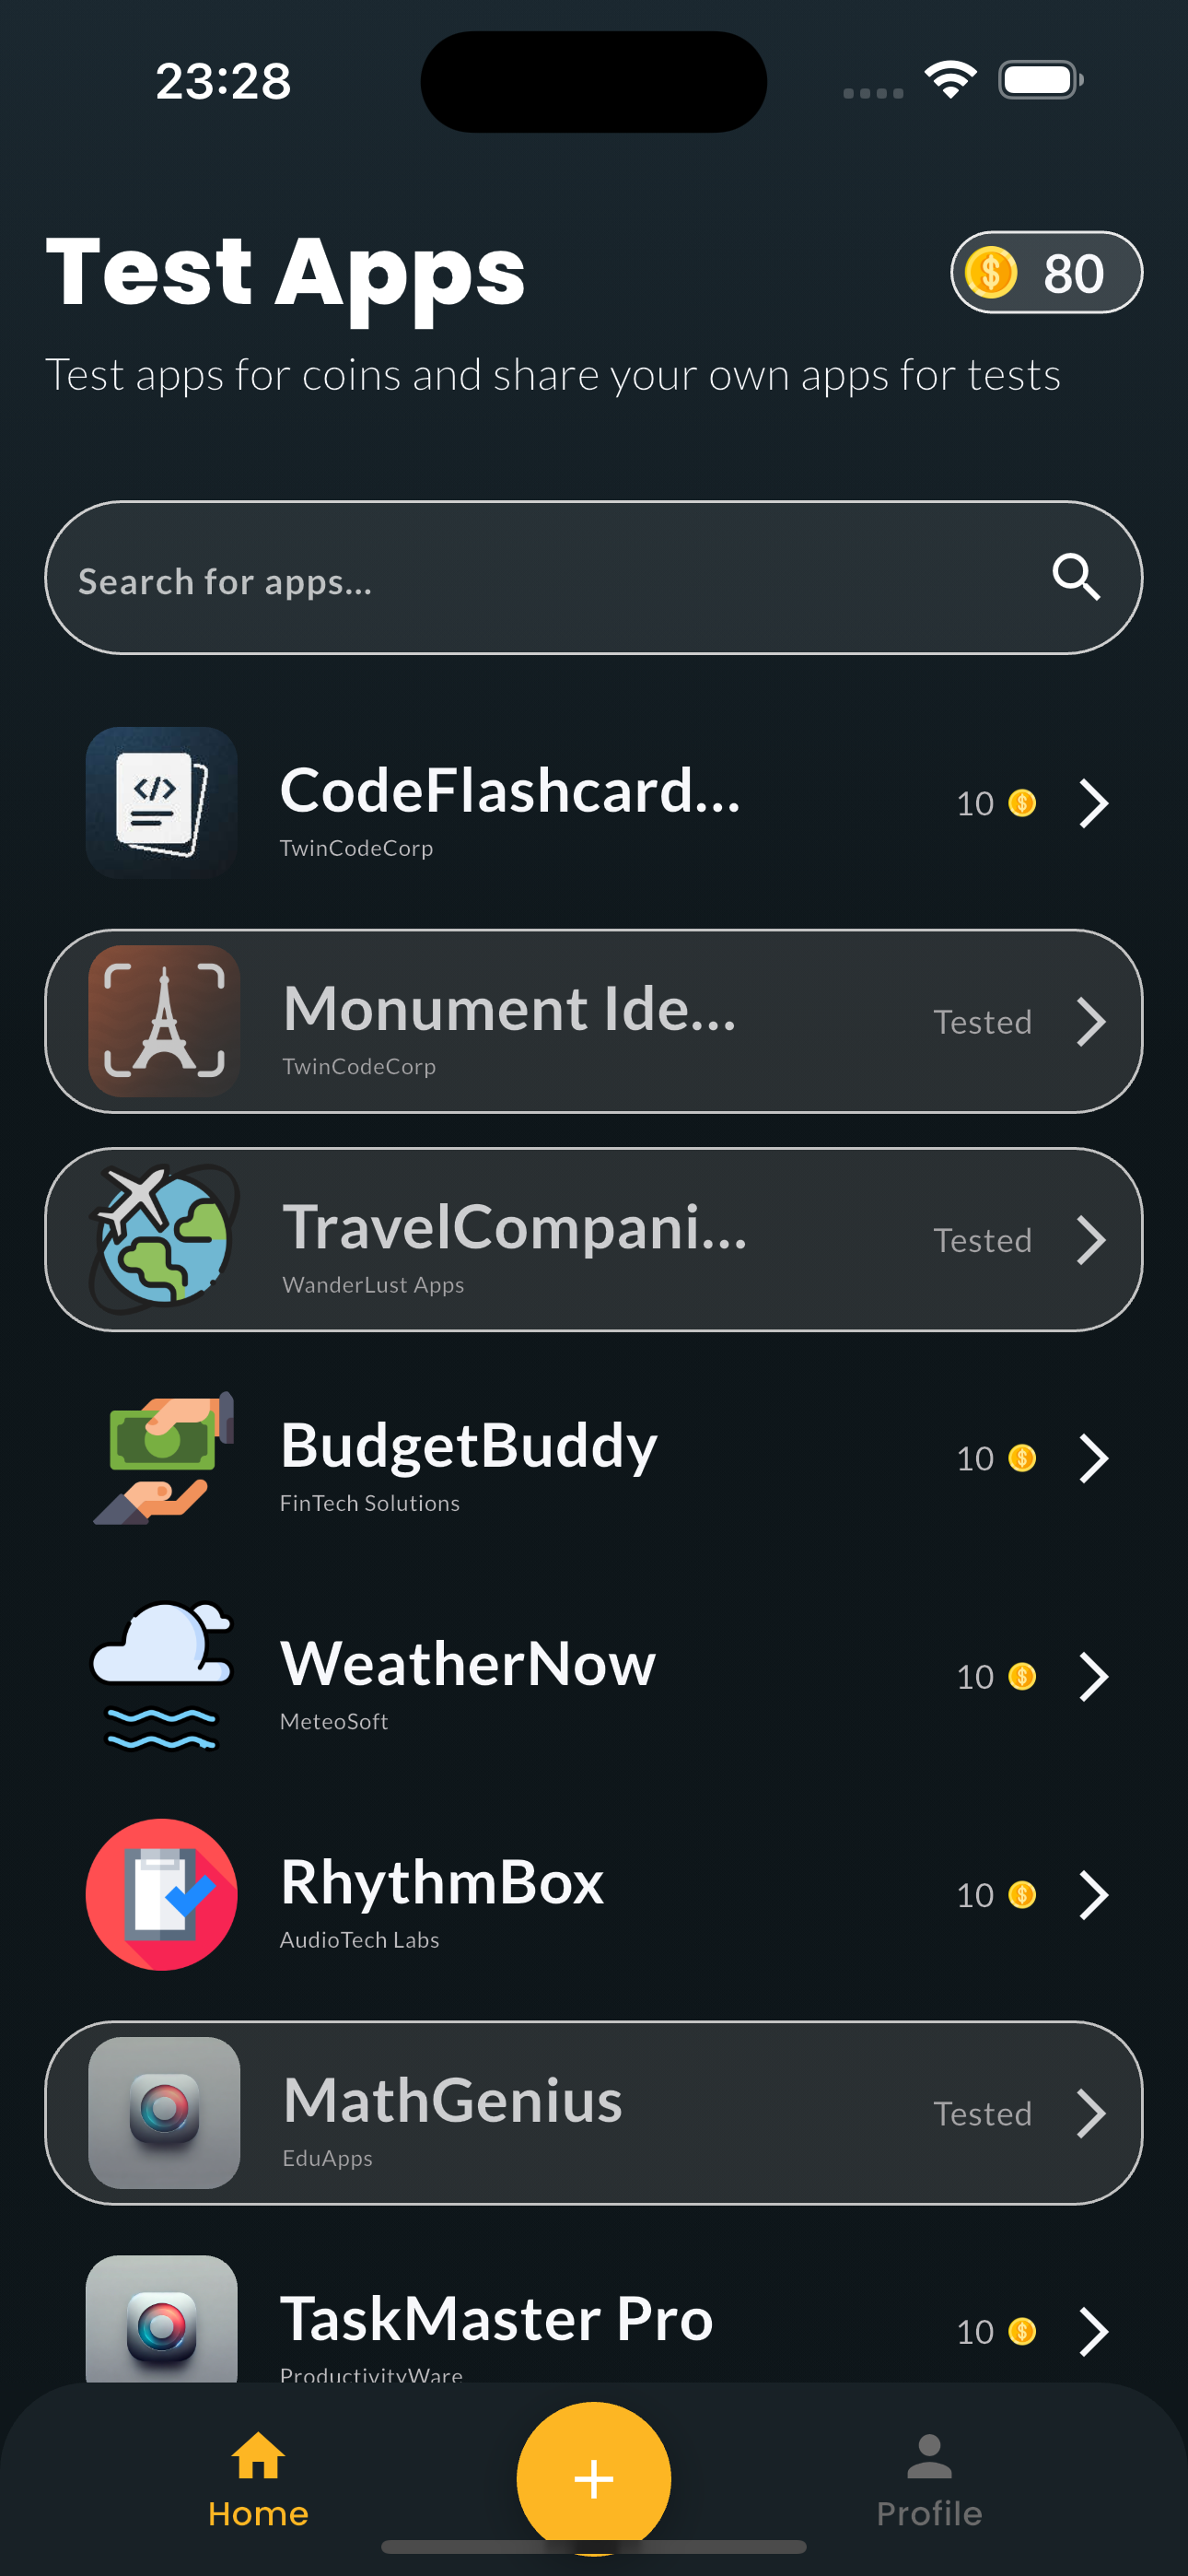 23:28
Test Apps
80
Test apps for coins and share your own apps for tests
Search for apps...
CodeFlashcard...
10
TwinCodeCorp
Monument Ide...
Tested
TwinCodeCorp
TravelCompani...
Tested
WanderLust Apps
BudgetBuddy
10
FinTech Solutions
WeatherNow
10
MeteoSoft
RhythmBox
10
AudioTech Labs
MathGenius
Tested
EduApps
TaskMaster Pro
10
ProductivityWare
Home
Profile